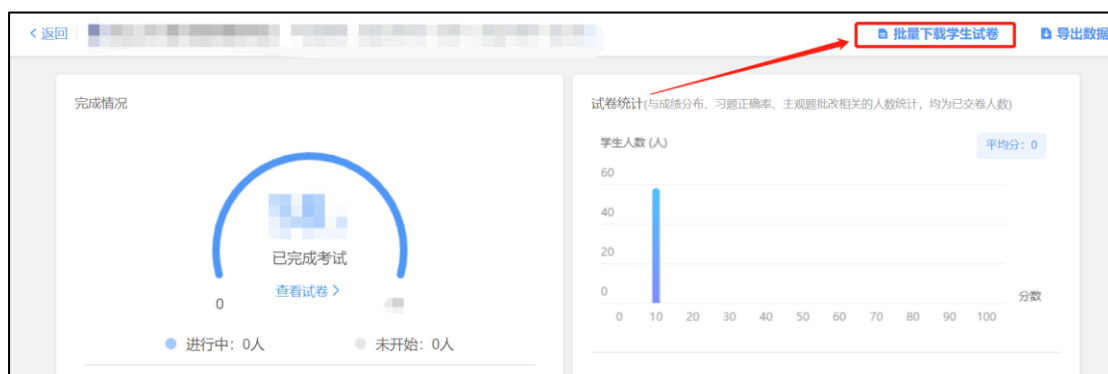 < 返回
批量下载学生试卷
导出数据
完成情况
已完成考试
查看试卷 >
0
进行中：0人
未开始：0人
试卷统计(与成绩分布、习题正确率、主观题批改相关的人数统计，均为已交卷人数)
学生人数 (人)
平均分：0
60
40
20
0
分数
0 10 20 30 40 50 60 70 80 90 100